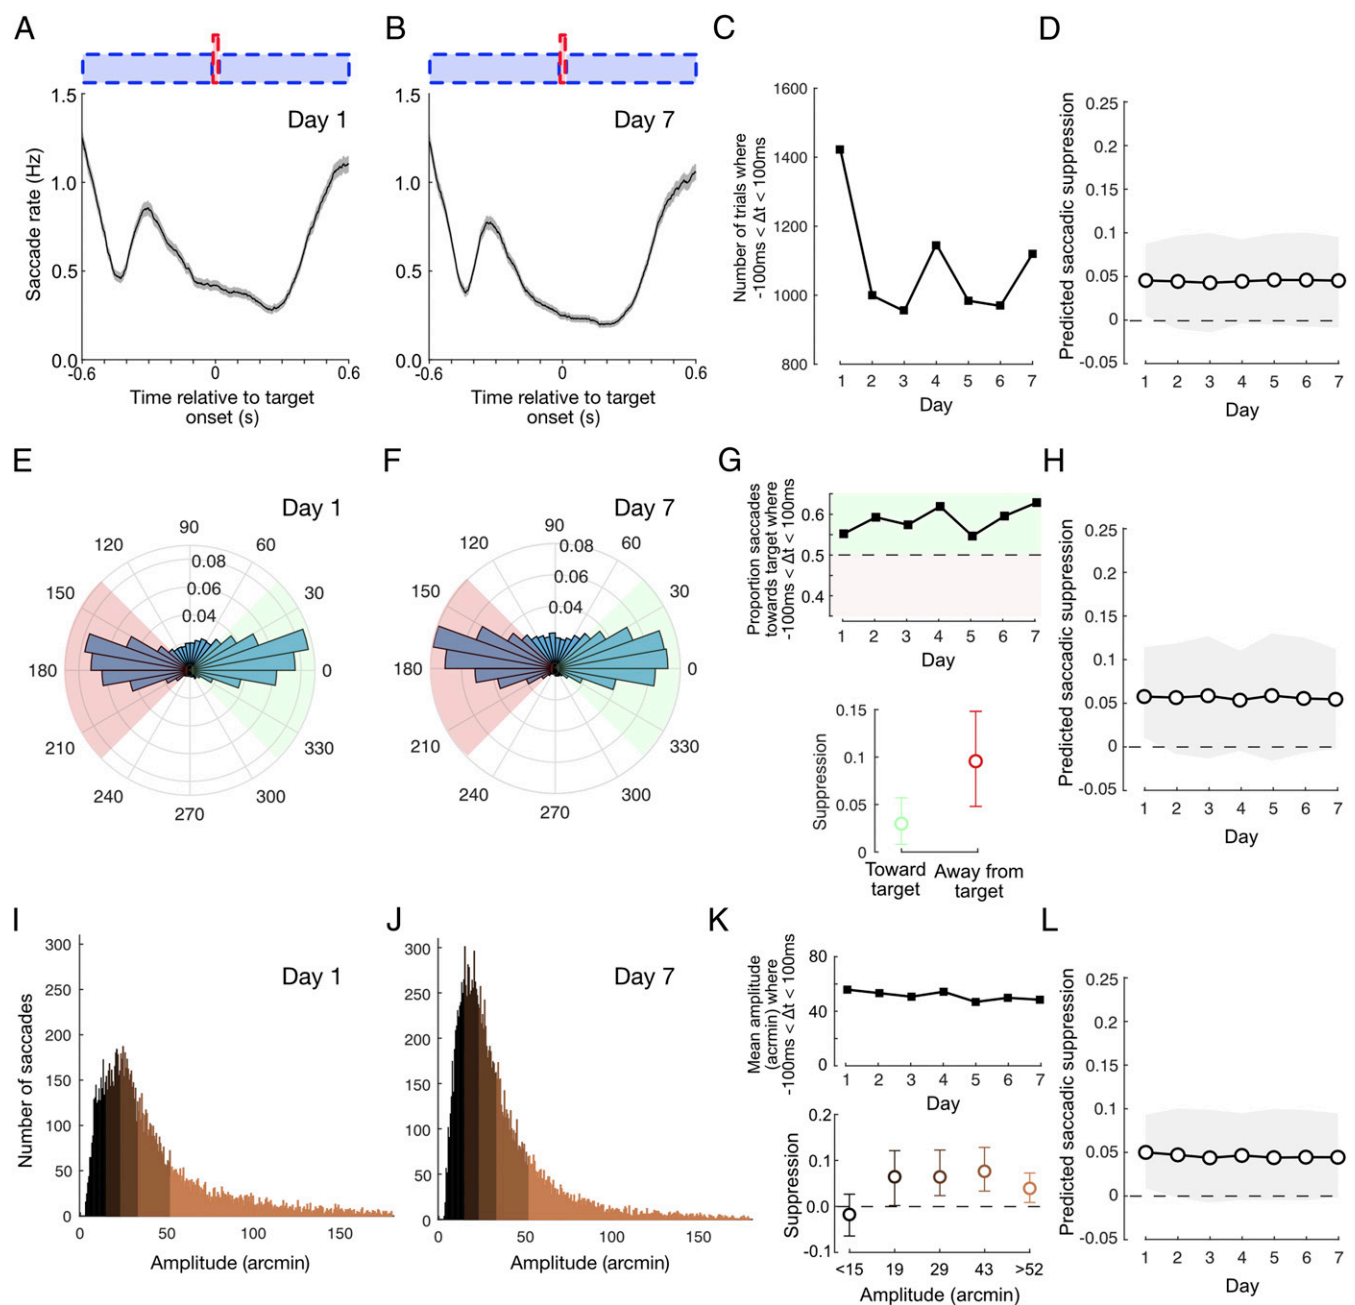 A
B
C
D
Day 1
Day 7
1.5
1.0
0.5
0.0
Saccade rate (Hz)
-0.6
0
0.6
Time relative to target
onset (s)
1.5
1.0
0.5
0.0
-0.6
0
0.6
Time relative to target
onset (s)
Number of trials where
-100ms < Δt < 100ms
1600
1400
1200
1000
800
1 2 3 4 5 6 7
Day
Predicted saccadic suppression
0.25
0.2
0.15
0.1
0.05
0
-0.05
1 2 3 4 5 6 7
Day
E
F
G
H
Day 1
90
120 60
150 30
180 0
210 330
240 300
270
0.08
0.06
0.04
Day 7
90
120 60
150 30
180 0
210 330
240 300
270
0.08
0.06
0.04
Proportion saccades
towards target where
-100ms < Δt < 100ms
0.6
0.5
0.4
1 2 3 4 5 6 7
Day
Suppression
0.15
0.1
0.05
0
Toward
target
Away from
target
Predicted saccadic suppression
0.25
0.2
0.15
0.1
0.05
0
-0.05
1 2 3 4 5 6 7
Day
I
J
K
L
Day 1
Number of saccades
300
250
200
150
100
50
0
0 50 100 150
Amplitude (arcmin)
Day 7
300
250
200
150
100
50
0
0 50 100 150
Amplitude (arcmin)
Mean amplitude
(acrmin) where
-100ms < Δt < 100ms
80
40
0
1 2 3 4 5 6 7
Day
Suppression
0.2
0.1
0.0
-0.1
<15 19 29 43 >52
Amplitude (arcmin)
Predicted saccadic suppression
0.25
0.2
0.15
0.1
0.05
0
-0.05
1 2 3 4 5 6 7
Day